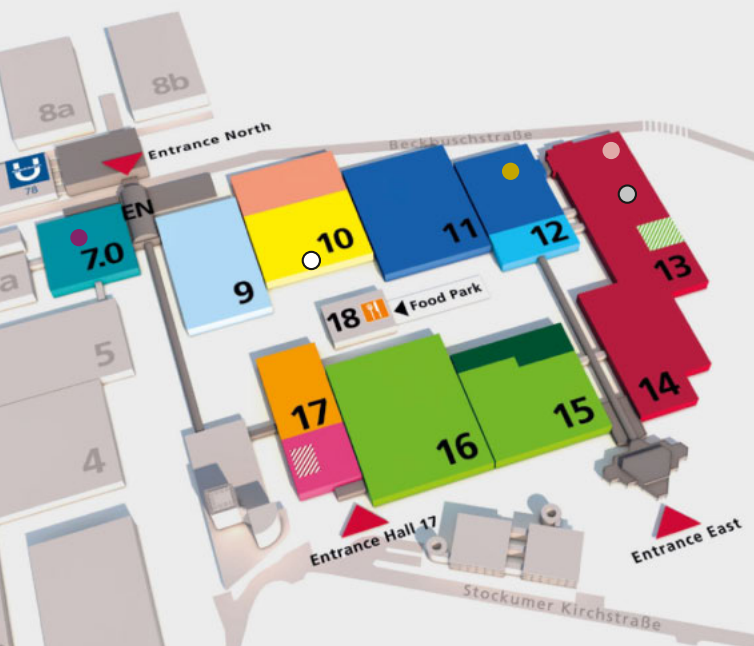 8b
8a
Entrance North
Beckbuschstraße
U
78
EN
7.0
9
10
11
12
13
a
5
18
Food Park
4
17
16
15
14
Entrance Hall 17
Entrance East
Stockumer Kirchstraße